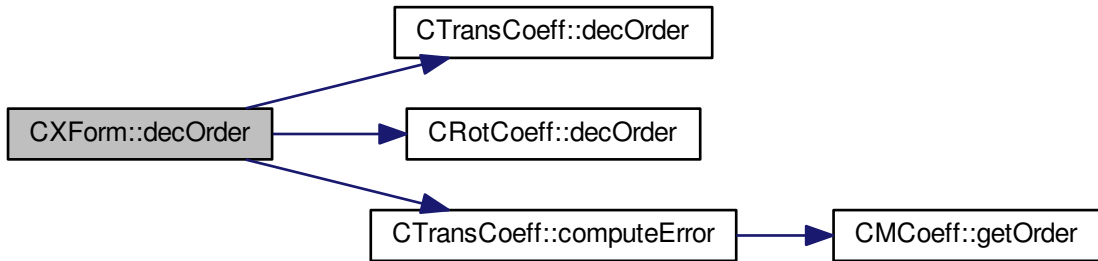 CTransCoeff::decOrder
CXForm::decOrder
CRotCoeff::decOrder
CTransCoeff::computeError
CMCoeff::getOrder